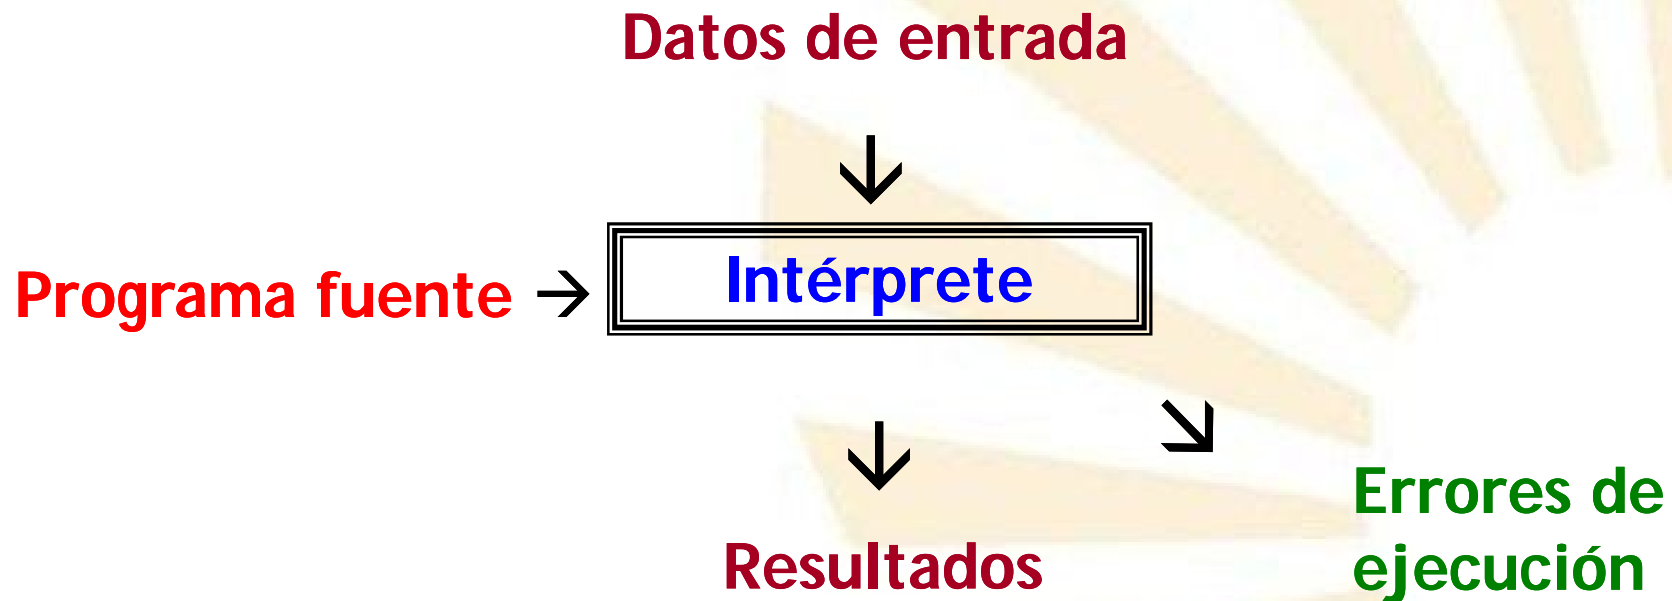 Datos de entrada
↓
Programa fuente → Intérprete
↓ ↘
Resultados
Errores de
ejecución